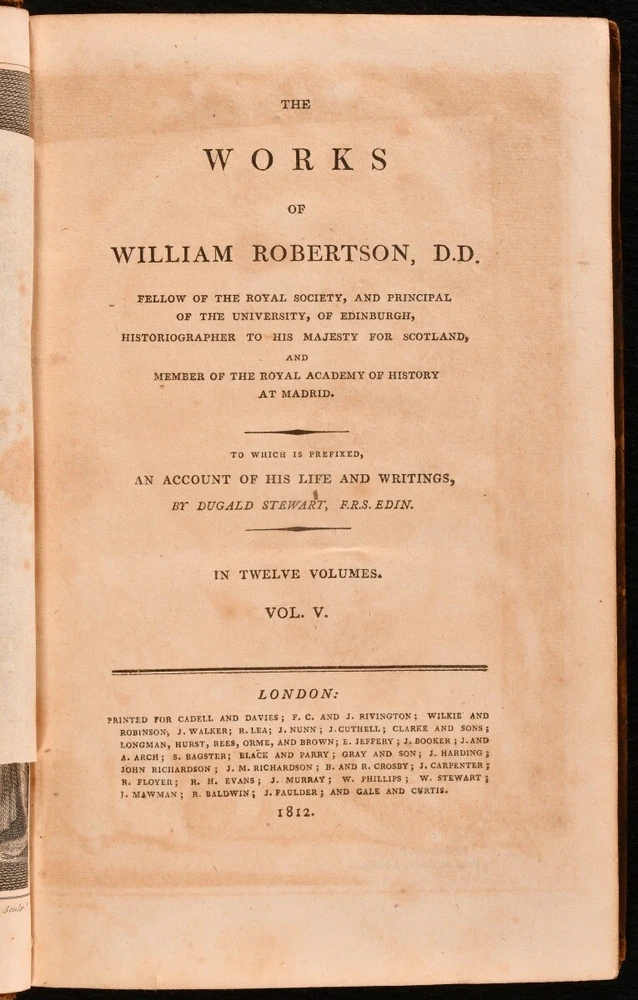 THE
WORKS
OF
WILLIAM ROBERTSON, D.D.
FELLOW OF THE ROYAL SOCIETY, AND PRINCIPAL
OF THE UNIVERSITY, OF EDINBURGH,
HISTORIOGRAPHER TO HIS MAJESTY FOR SCOTLAND,
AND
MEMBER OF THE ROYAL ACADEMY OF HISTORY
AT MADRID.
TO WHICH IS PREFIXED,
AN ACCOUNT OF HIS LIFE AND WRITINGS,
BY DUGALD STEWART, F.R.S. EDIN.
IN TWELVE VOLUMES.
VOL. V.
LONDON:
PRINTED FOR CADELL AND DAVIES; F. C. AND J. RIVINGTON; WILKIE AND
ROBINSON; J. WALKER; R. LEA; J. NUNN; J. CUTHELL; CLARKE AND SONS;
LONGMAN, HURST, REES, ORME, AND BROWN; E. JEFFERY; J. BOOKER; J. AND
A. ARCH; S. BAGSTER; BLACK AND PARRY; GRAY AND SON; J. HARDING;
JOHN RICHARDSON; J. M. RICHARDSON; B. AND R. CROSBY; J. CARPENTER;
R. FLOYER; R. H. EVANS; J. MURRAY; W. PHILLIPS; W. STEWART;
J. MAWMAN; R. BALDWIN; J. FAULDER; AND GALE AND CURTIS.
1812.
Sculp.